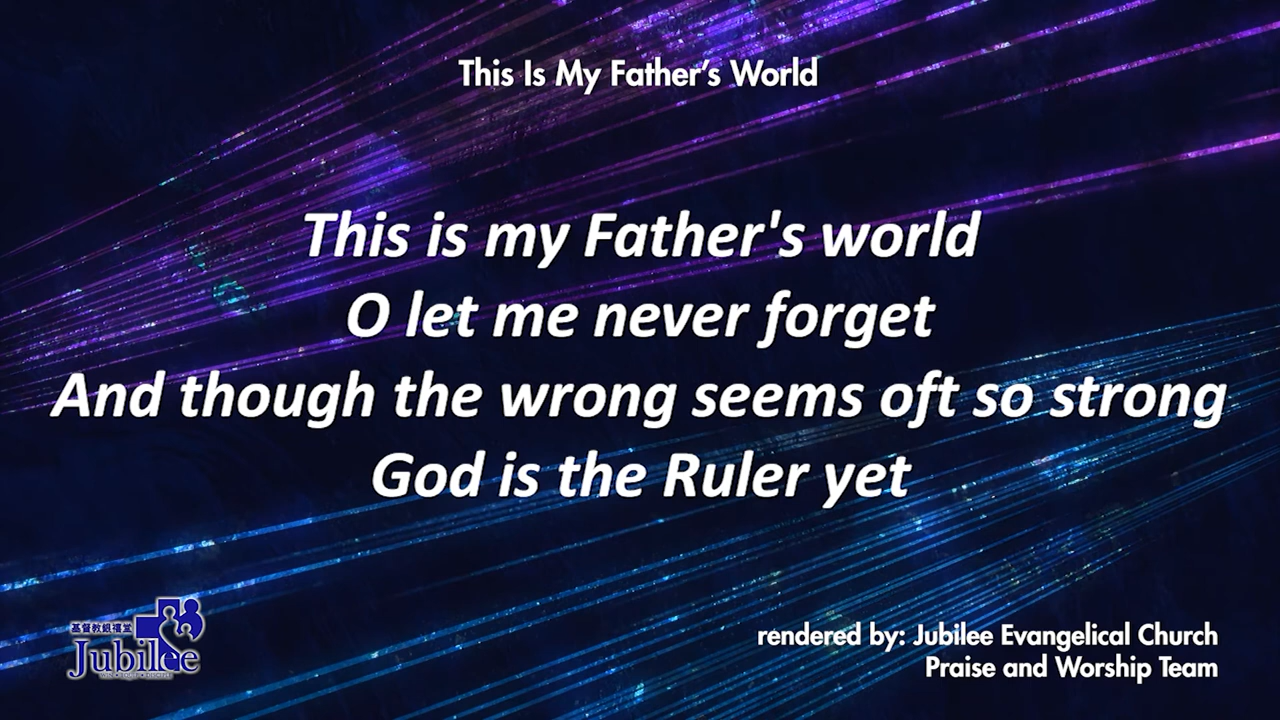 This Is My Father’s World
This is my Father's world
O let me never forget
And though the wrong seems oft so strong
God is the Ruler yet
基督教銀禧堂
Jubilee
rendered by: Jubilee Evangelical Church
Praise and Worship Team